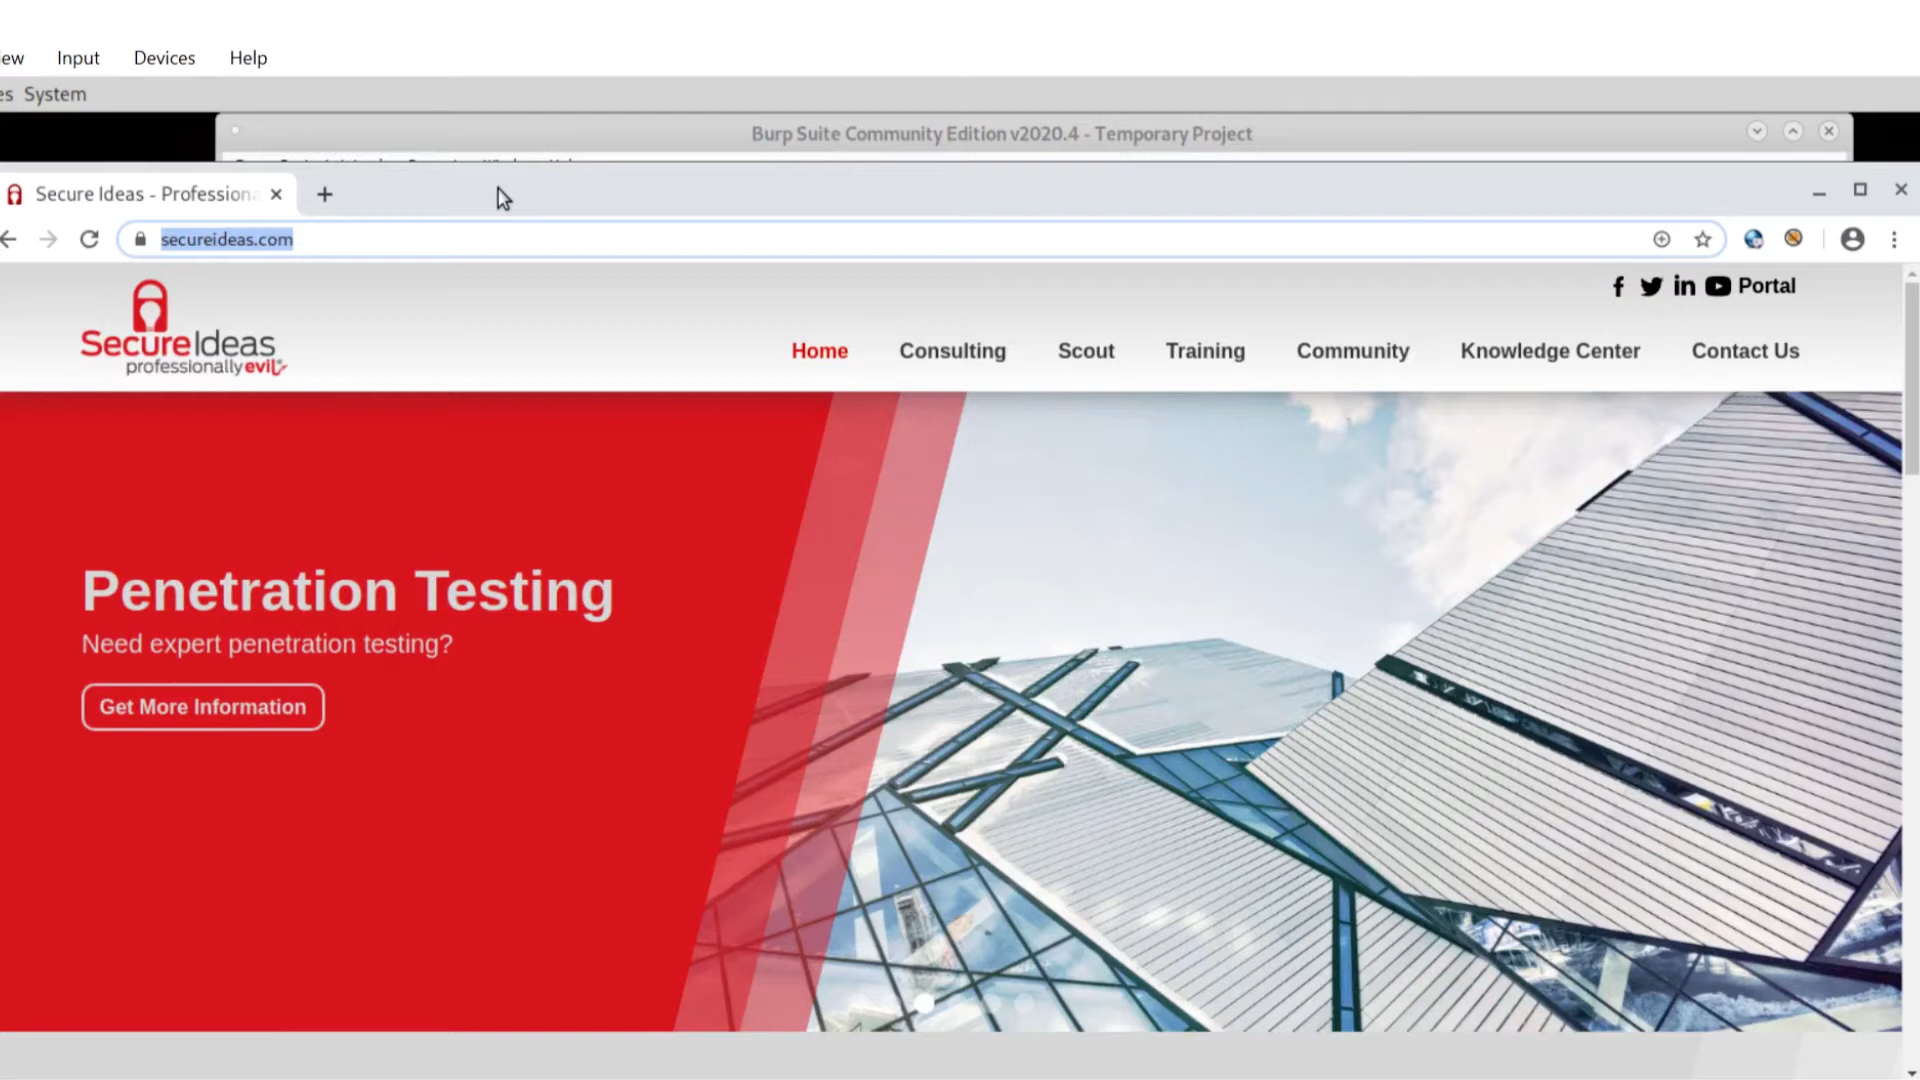 ew Input Devices Help
es System
Burp Suite Community Edition v2020.4 - Temporary Project
Secure Ideas - Professiona
secureideas.com
Portal
SecureIdeas
professionallyevil
Home Consulting Scout Training Community Knowledge Center Contact Us
Penetration Testing
Need expert penetration testing?
Get More Information